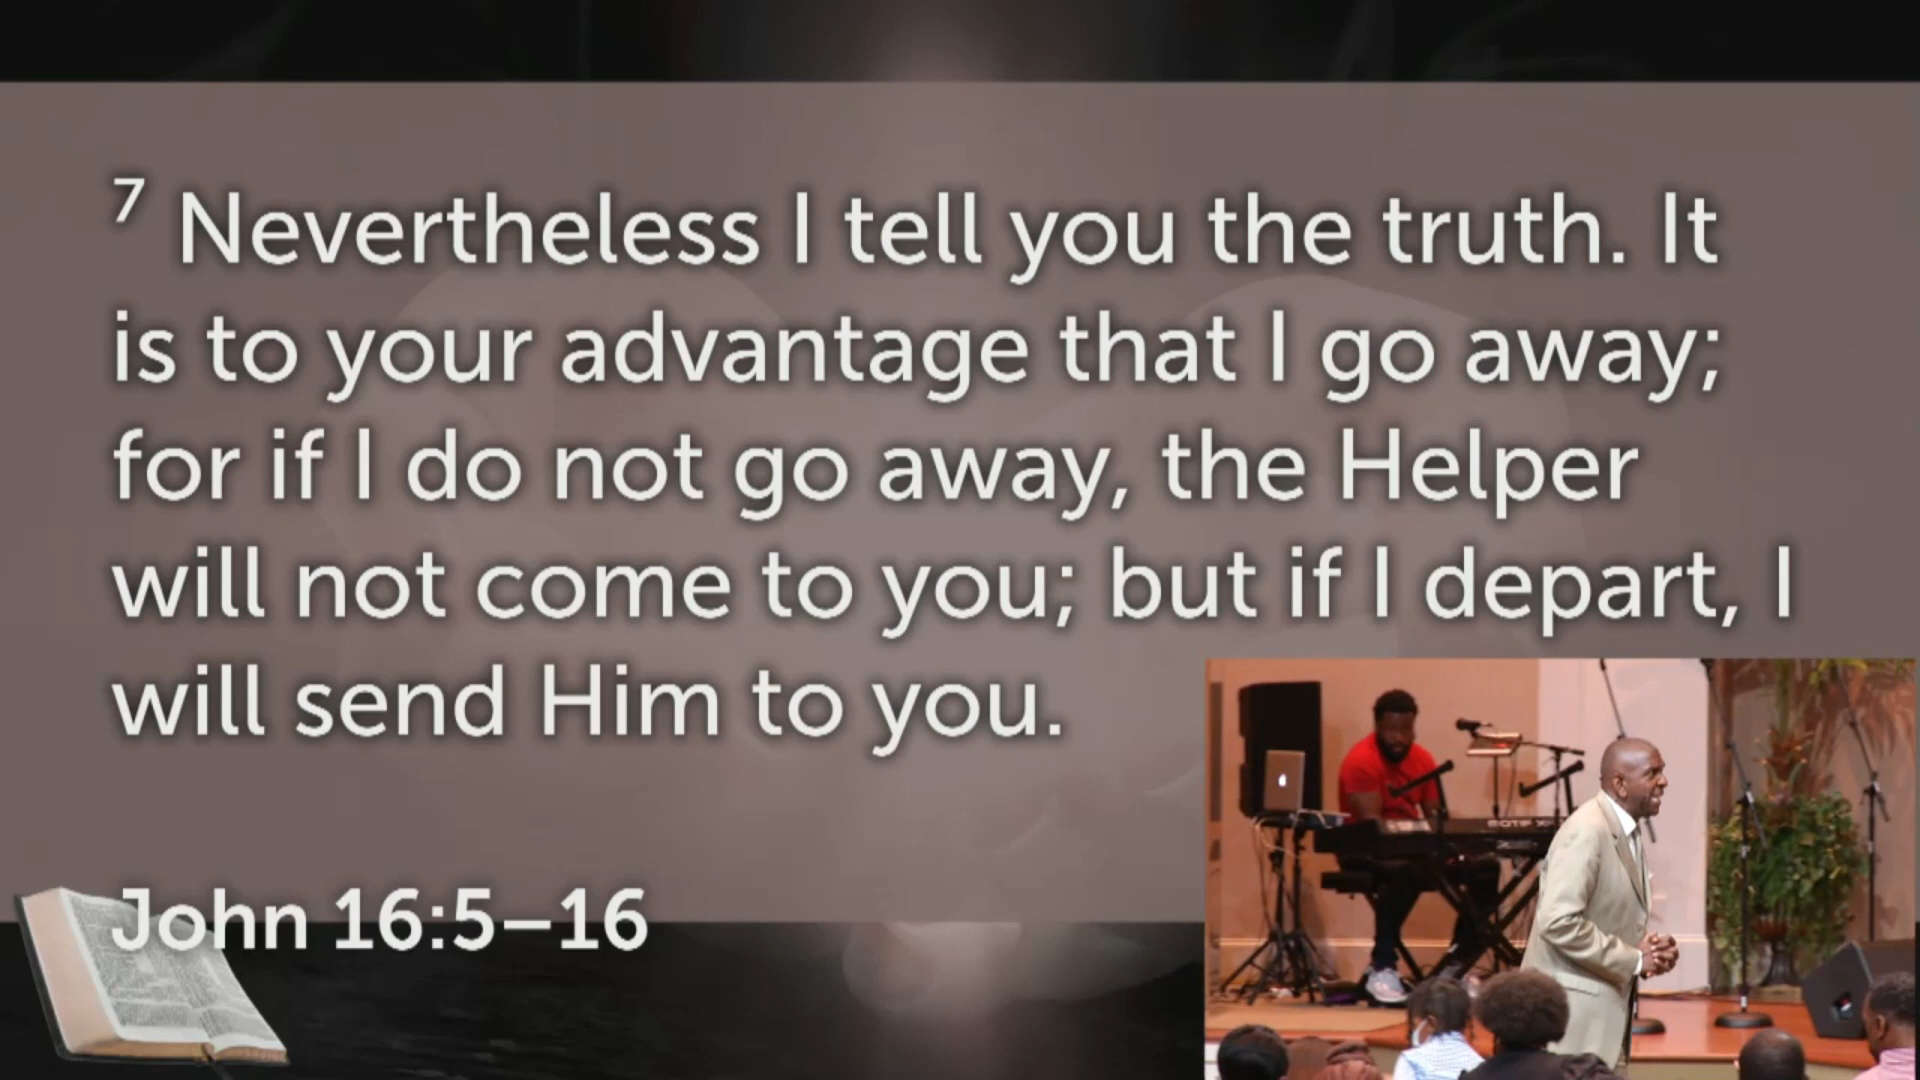 7 Nevertheless I tell you the truth. It
is to your advantage that I go away;
for if I do not go away, the Helper
will not come to you; but if I depart, I
will send Him to you.
John 16:5–16